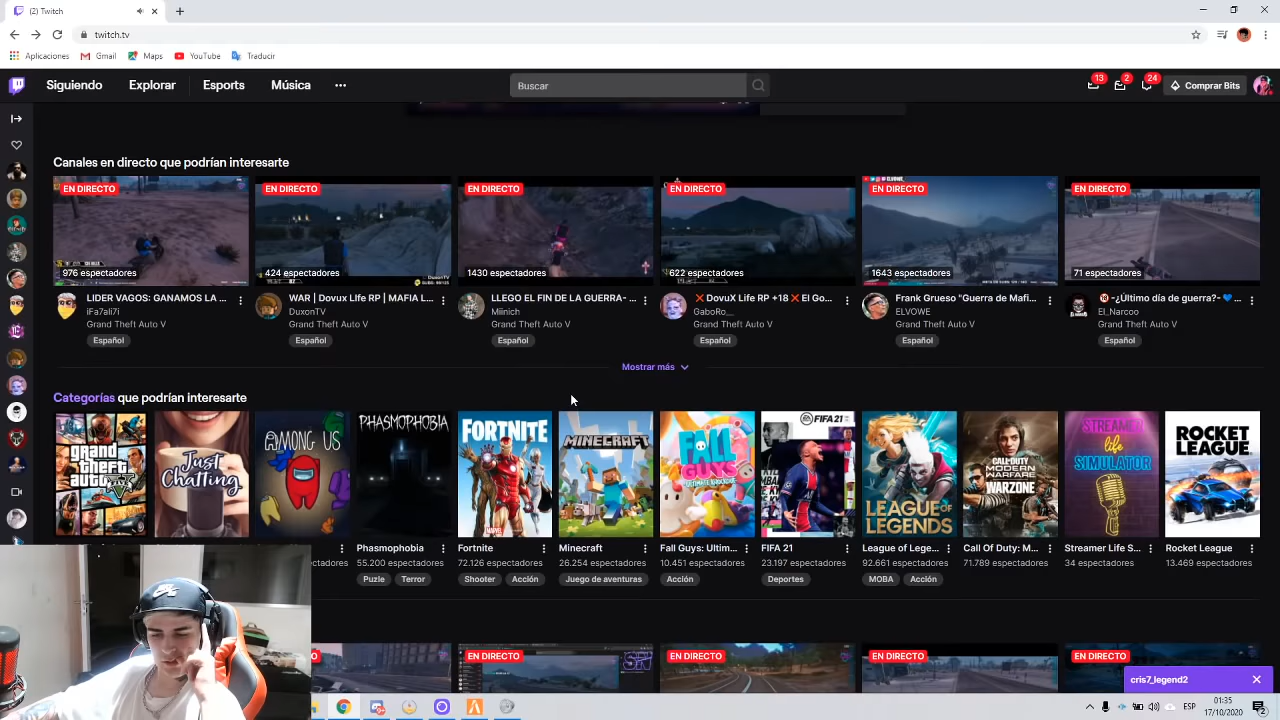 (2) Twitch
twitch.tv
Aplicaciones Gmail Maps YouTube Traducir
Siguiendo Explorar Esports Música ••• Buscar 13 2 24 Comprar Bits
Canales en directo que podrían interesarte
EN DIRECTO EN DIRECTO EN DIRECTO EN DIRECTO EN DIRECTO EN DIRECTO
976 espectadores 424 espectadores 1430 espectadores 622 espectadores 1643 espectadores 71 espectadores
LIDER VAGOS: GANAMOS LA ... WAR | Dovux LIfe RP | MAFIA L... LLEGO EL FIN DE LA GUERRA- ... ❌ DovuX Life RP +18 ❌ El Go... Frank Grueso "Guerra de Mafi... 🔞 -¿Último día de guerra?- 💙 ...
iFa7ali7i DuxonTV Miinich GaboRo__ ELVOWE El_Narcoo
Grand Theft Auto V Grand Theft Auto V Grand Theft Auto V Grand Theft Auto V Grand Theft Auto V Grand Theft Auto V
Español Español Español Español Español Español
Mostrar más
Categorías que podrían interesarte
grand theft auto V
Just Chatting
AMONG US
PHASMOPHOBIA
FORTNITE
MARVEL
MINECRAFT
FALL GUYS
FIFA 21
LEAGUE OF LEGENDS
CALL OF DUTY
MODERN WARFARE
WARZONE
STREAMER life SIMULATOR
ROCKET LEAGUE
Phasmophobia Fortnite Minecraft Fall Guys: Ultim... FIFA 21 League of Lege... Call Of Duty: M... Streamer Life S... Rocket League
55.200 espectadores 72.126 espectadores 26.254 espectadores 10.451 espectadores 23.197 espectadores 92.661 espectadores 71.789 espectadores 34 espectadores 13.469 espectadores
Puzle Terror Shooter Acción Juego de aventuras Acción Deportes MOBA Acción
EN DIRECTO EN DIRECTO EN DIRECTO EN DIRECTO
cris7_legend2
ESP 01:35
17/10/2020 2